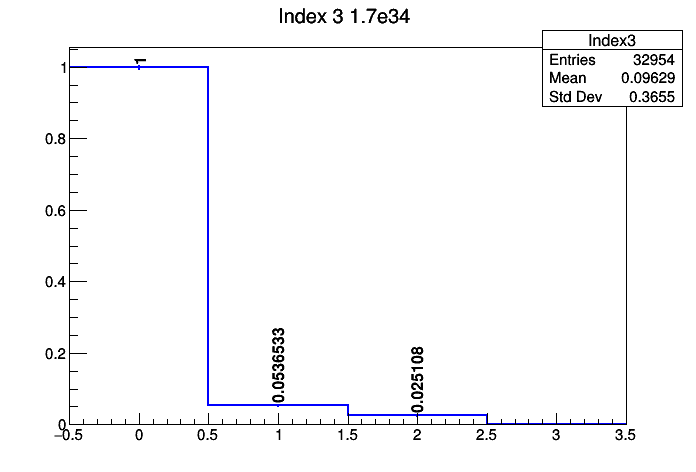 Index 3 1.7e34
Index3
Entries 32954
Mean 0.09629
Std Dev 0.3655
1
0.8
0.6
0.4
0.2
0
1
0.0536533
0.025108
−0.5 0 0.5 1 1.5 2 2.5 3 3.5